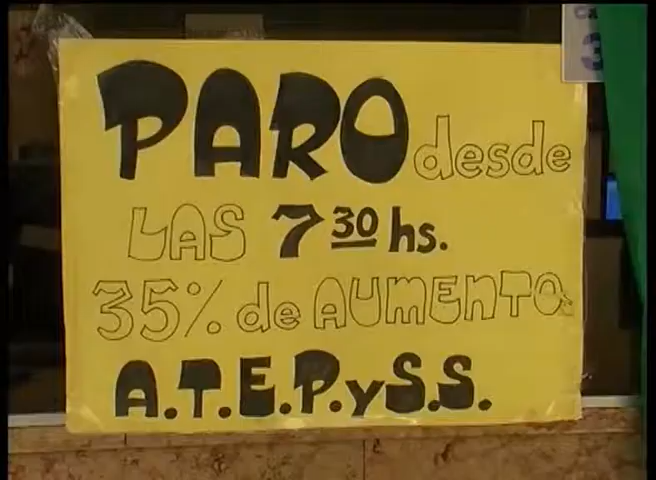 PARO desde
LAS 7 30 hs.
35% de AUMENTO
A.T.E.P.y S.S.